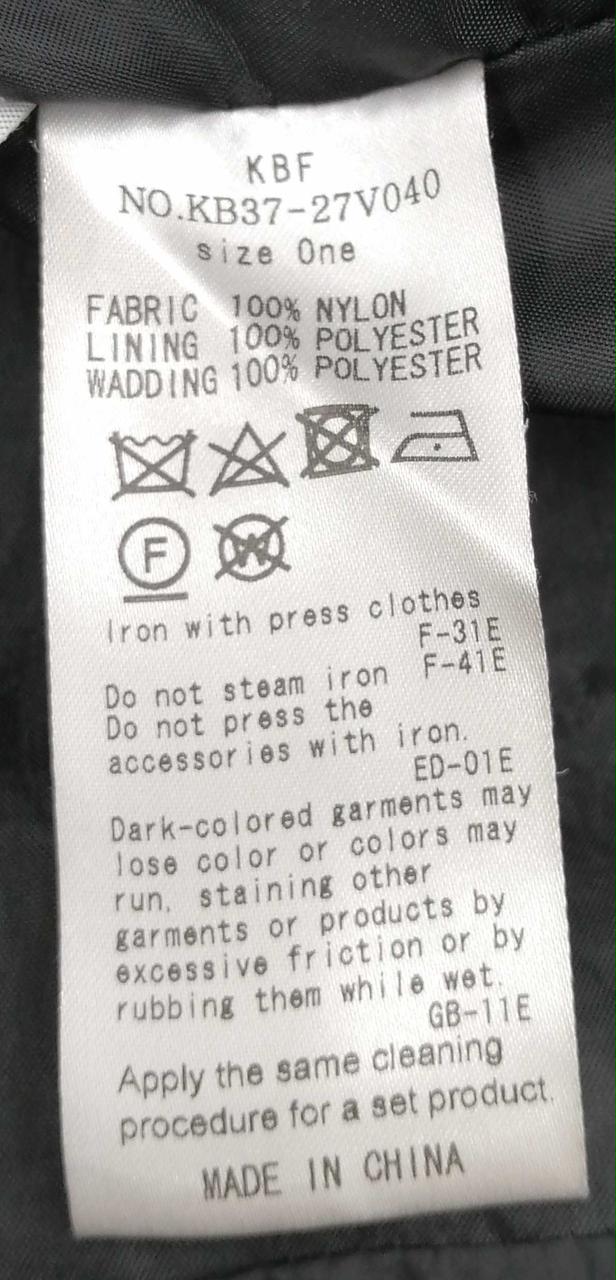 KBF
NO.KB37-27V040
size One
FABRIC 100% NYLON
LINING 100% POLYESTER
WADDING 100% POLYESTER
F W
Iron with press clothes
F-31E
Do not steam iron F-41E
Do not press the
accessories with iron.
ED-01E
Dark-colored garments may
lose color or colors may
run, staining other
garments or products by
excessive friction or by
rubbing them while wet.
GB-11E
Apply the same cleaning
procedure for a set product.
MADE IN CHINA